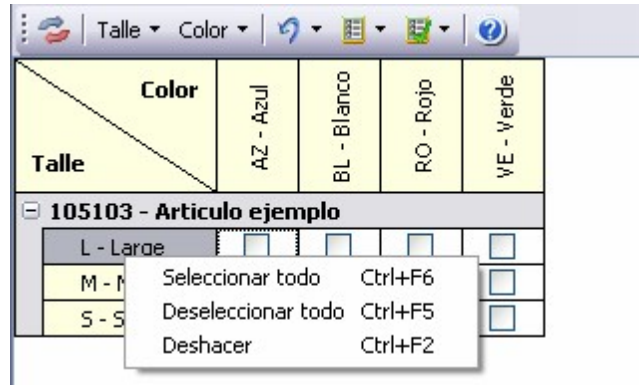 Talle Color
Color
Talle
AZ - Azul
BL - Blanco
RO - Rojo
VE - Verde
105103 - Articulo ejemplo
L - Large
M -
S - S
Seleccionar todo Ctrl+F6
Deseleccionar todo Ctrl+F5
Deshacer Ctrl+F2